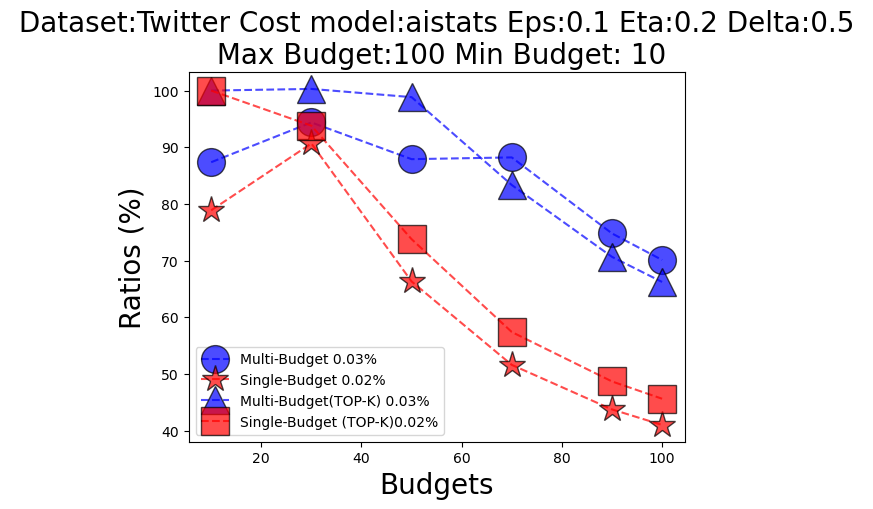 Dataset:Twitter Cost model:aistats Eps:0.1 Eta:0.2 Delta:0.5
Max Budget:100 Min Budget: 10
100
90
80
70
60
50
40
Ratios (%)
Multi-Budget 0.03%
Single-Budget 0.02%
Multi-Budget(TOP-K) 0.03%
Single-Budget (TOP-K)0.02%
20 40 60 80 100
Budgets